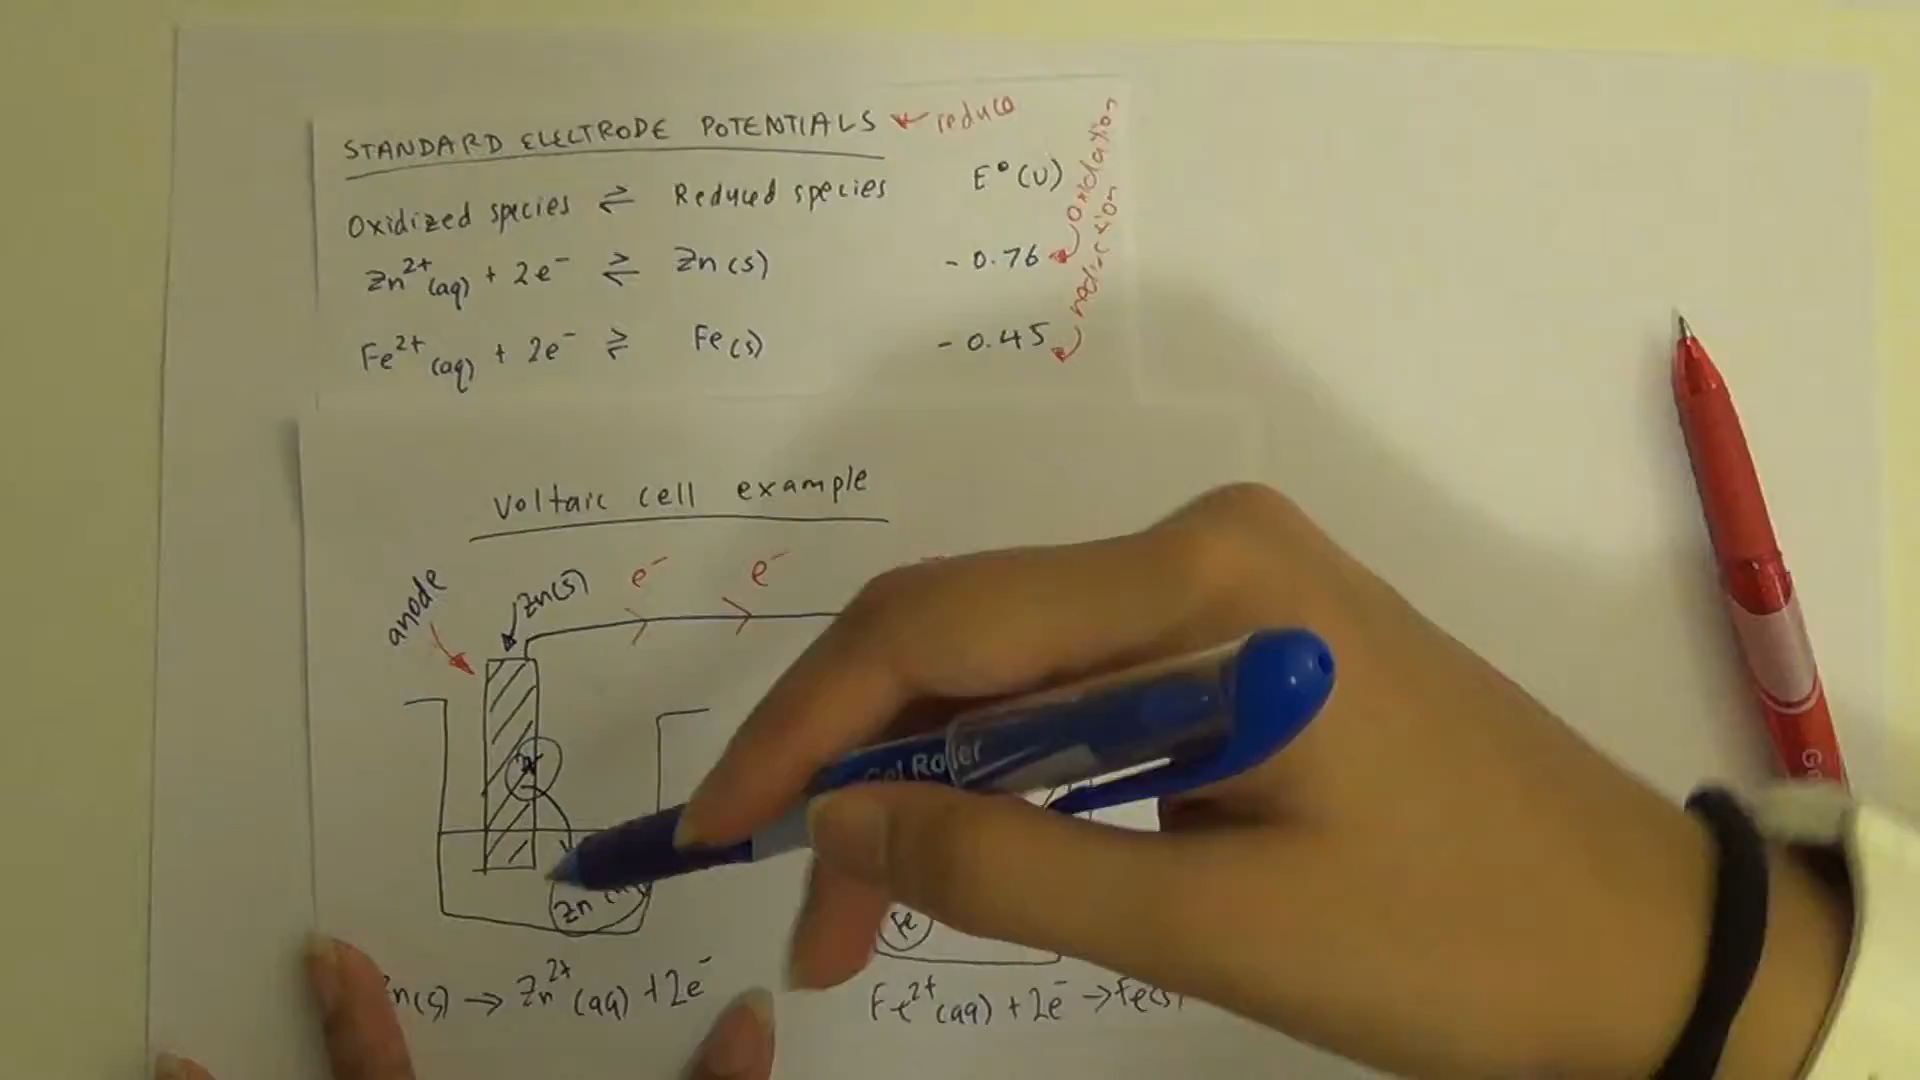 STANDARD ELECTRODE POTENTIALS reduce
Oxidized species ⇌ Reduced species E°(V)
Zn²⁺(aq) + 2e⁻ ⇌ Zn(s) -0.76 oxidation
Fe²⁺(aq) + 2e⁻ ⇌ Fe(s) -0.45 reduction
Voltaic cell example
anode
Zn(s)
e⁻ e⁻
Gel Roller
Zn
Fe
n(s) → Zn²⁺(aq) + 2e⁻
Fe²⁺(aq) + 2e⁻ → Fe(s)